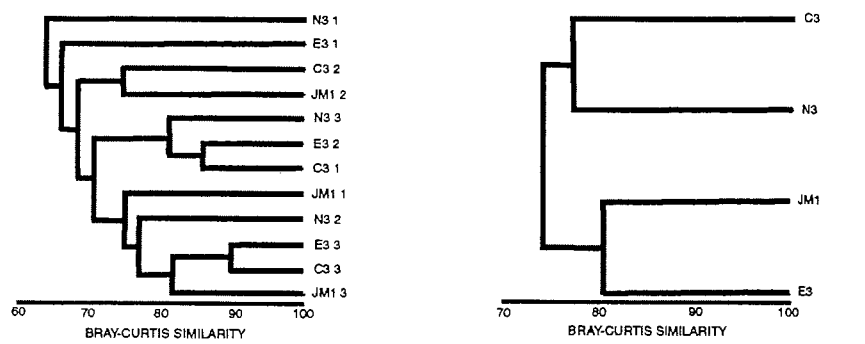 N3 1
E3 1
C3 2
JM1 2
N3 3
E3 2
C3 1
JM1 1
N3 2
E3 3
C3 3
JM1 3
60 70 80 90 100
BRAY-CURTIS SIMILARITY
C3
N3
JM1
E3
70 80 90 100
BRAY-CURTIS SIMILARITY